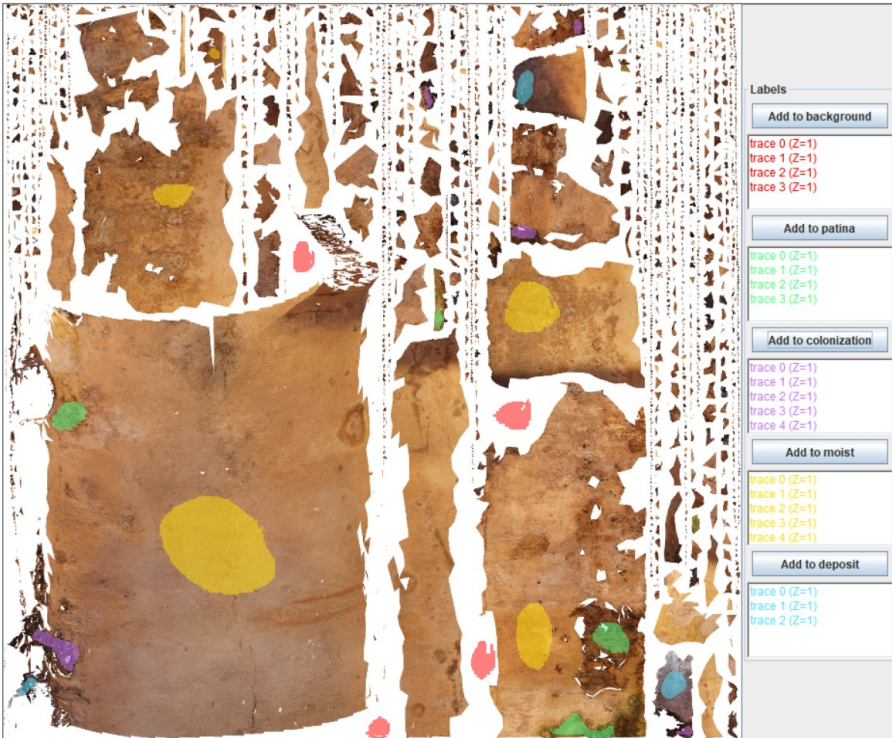 Labels
Add to background
trace 0 (Z=1)
trace 1 (Z=1)
trace 2 (Z=1)
trace 3 (Z=1)
Add to patina
trace 0 (Z=1)
trace 1 (Z=1)
trace 2 (Z=1)
trace 3 (Z=1)
Add to colonization
trace 0 (Z=1)
trace 1 (Z=1)
trace 2 (Z=1)
trace 3 (Z=1)
trace 4 (Z=1)
Add to moist
trace 0 (Z=1)
trace 1 (Z=1)
trace 2 (Z=1)
trace 3 (Z=1)
trace 4 (Z=1)
Add to deposit
trace 0 (Z=1)
trace 1 (Z=1)
trace 2 (Z=1)